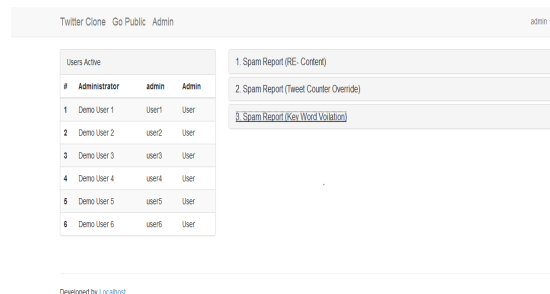 Twitter Clone Go Public Admin admin
Users Active
# Administrator admin Admin
1 Demo User 1 User1 User
2 Demo User 2 user2 User
3 Demo User 3 user3 User
4 Demo User 4 user4 User
5 Demo User 5 user5 User
6 Demo User 6 user6 User
1. Spam Report (RE- Content)
2. Spam Report (Tweet Counter Override)
3. Spam Report (Key Word Voilation)
Developed by Localhost